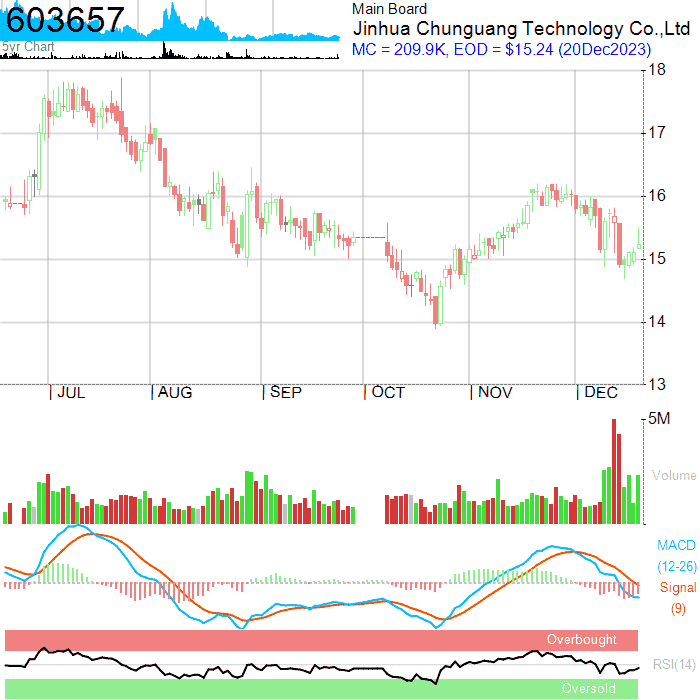 603657
5yr Chart
Main Board
Jinhua Chunguang Technology Co.,Ltd
MC = 209.9K, EOD = $15.24 (20Dec2023)
18
17
16
15
14
13
JUL
AUG
SEP
OCT
NOV
DEC
5M
Volume
MACD
(12-26)
Signal
(9)
Overbought
RSI(14)
Oversold